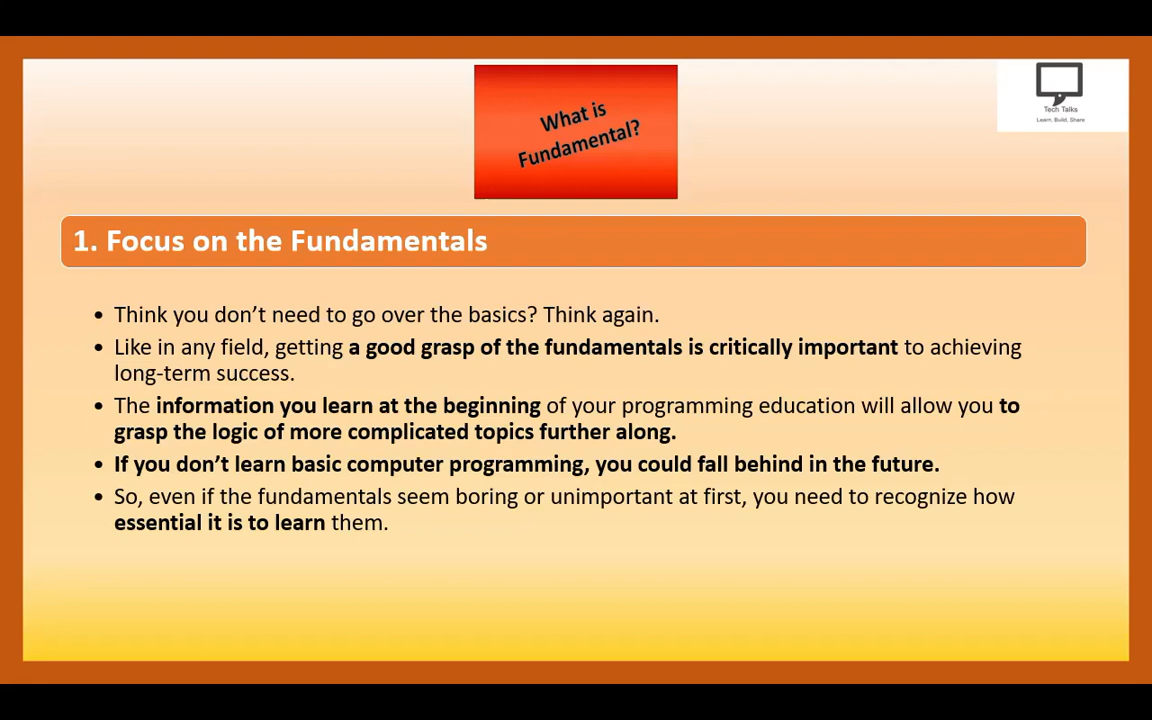 What is
Fundamental?
Tech Talks
Learn. Build, Share
1. Focus on the Fundamentals
• Think you don’t need to go over the basics? Think again.
• Like in any field, getting a good grasp of the fundamentals is critically important to achieving
long-term success.
• The information you learn at the beginning of your programming education will allow you to
grasp the logic of more complicated topics further along.
• If you don’t learn basic computer programming, you could fall behind in the future.
• So, even if the fundamentals seem boring or unimportant at first, you need to recognize how
essential it is to learn them.